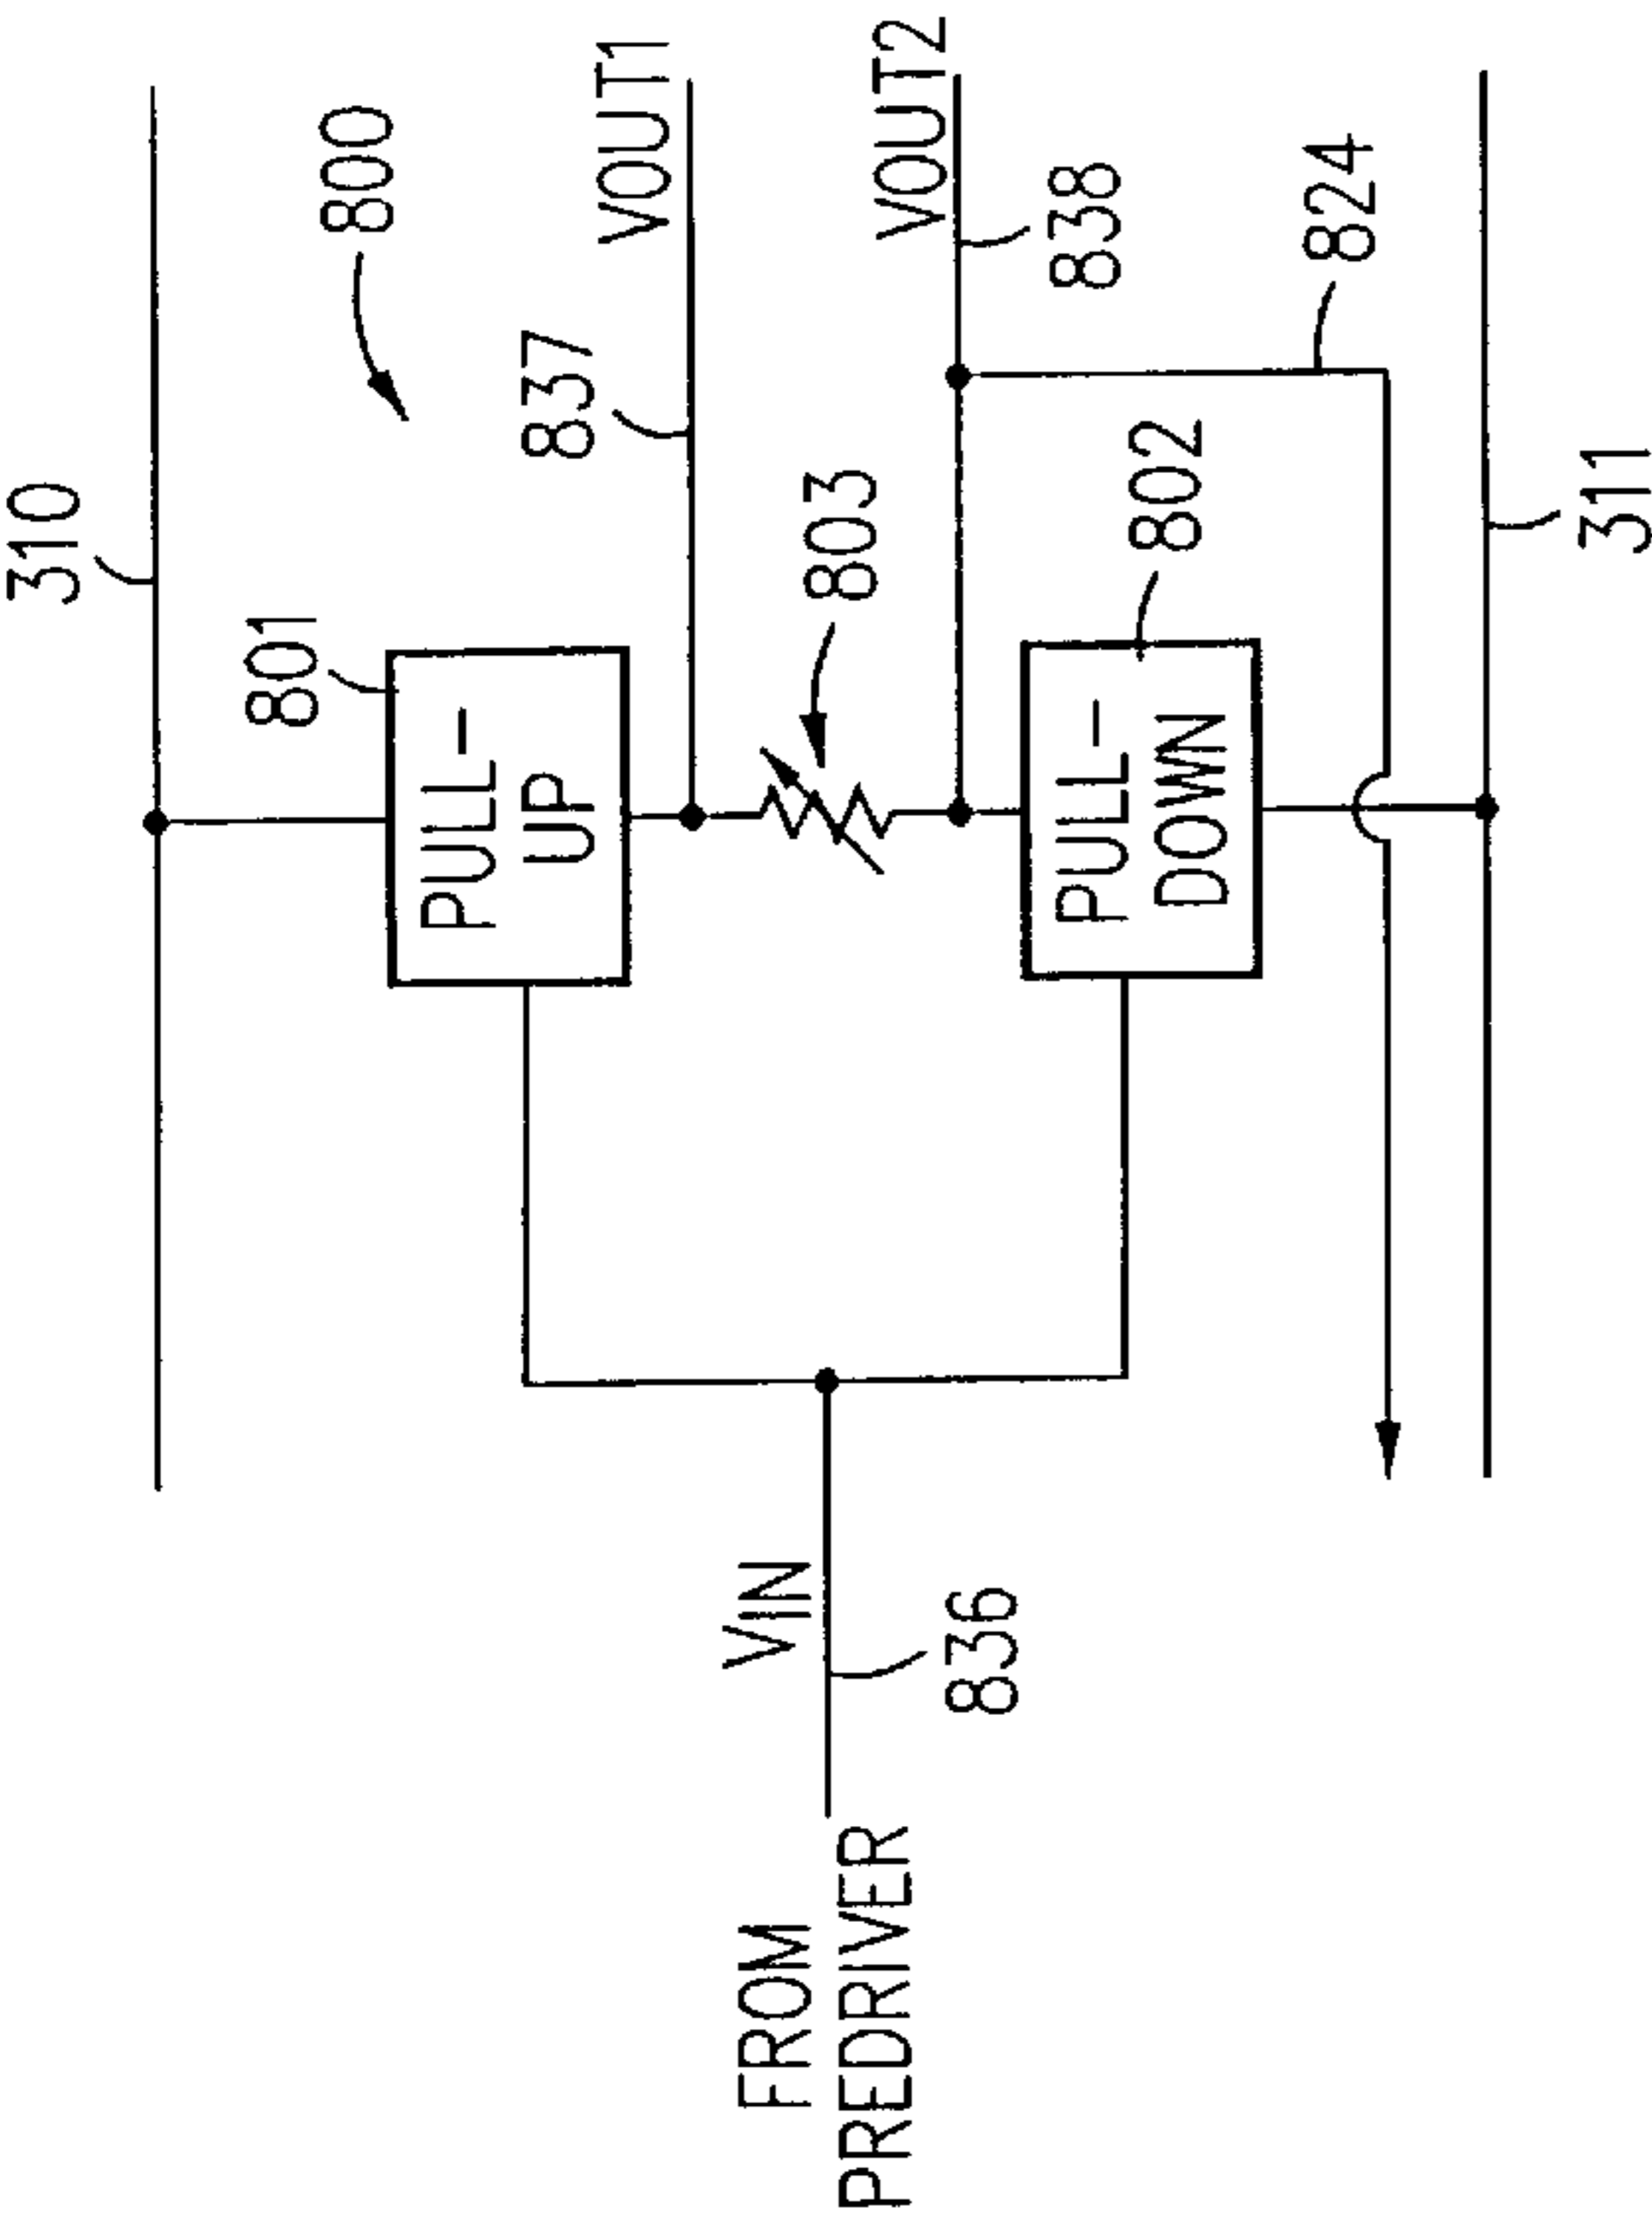 310
801
800
PULL-
UP
837
VOUT1
803
VOUT2
838
VIN
836
FROM
PREDRIVER
PULL-
DOWN
802
824
311